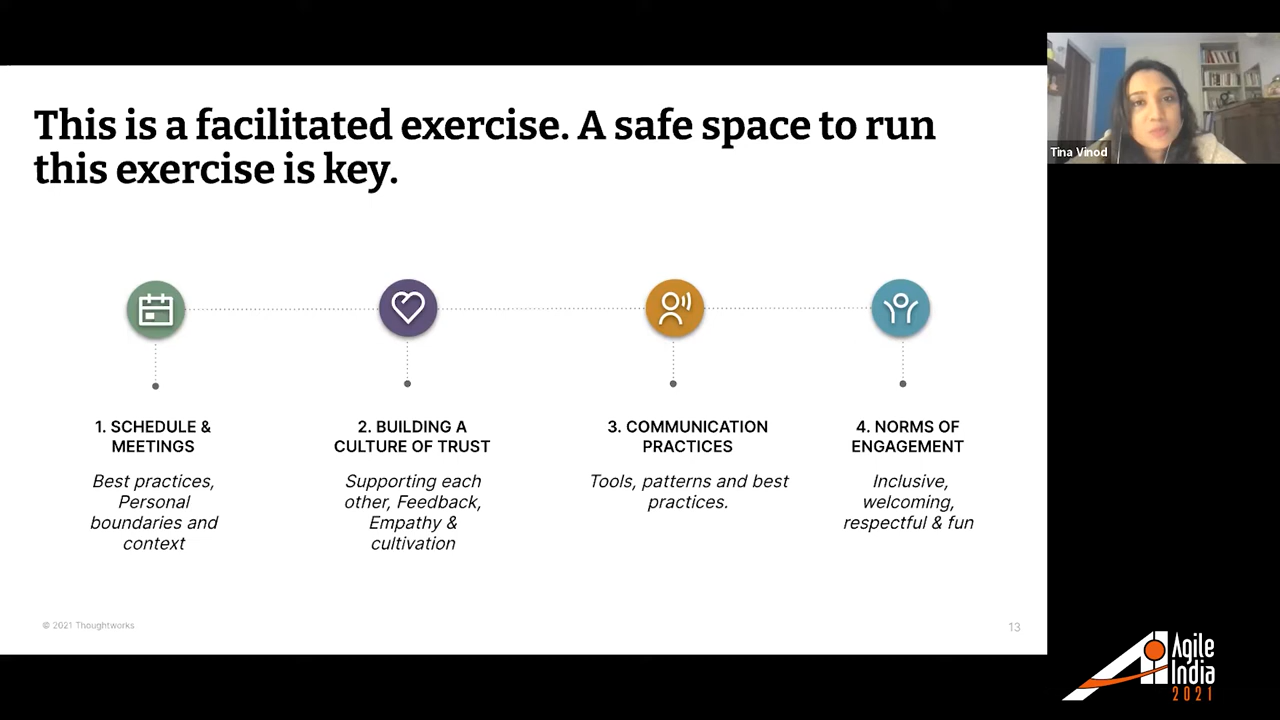 This is a facilitated exercise. A safe space to run
this exercise is key.
Tina Vinod
1. SCHEDULE &
MEETINGS
Best practices,
Personal
boundaries and
context
2. BUILDING A
CULTURE OF TRUST
Supporting each
other, Feedback,
Empathy &
cultivation
3. COMMUNICATION
PRACTICES
Tools, patterns and best
practices.
4. NORMS OF
ENGAGEMENT
Inclusive,
welcoming,
respectful & fun
© 2021 Thoughtworks
13
Agile
India
2021